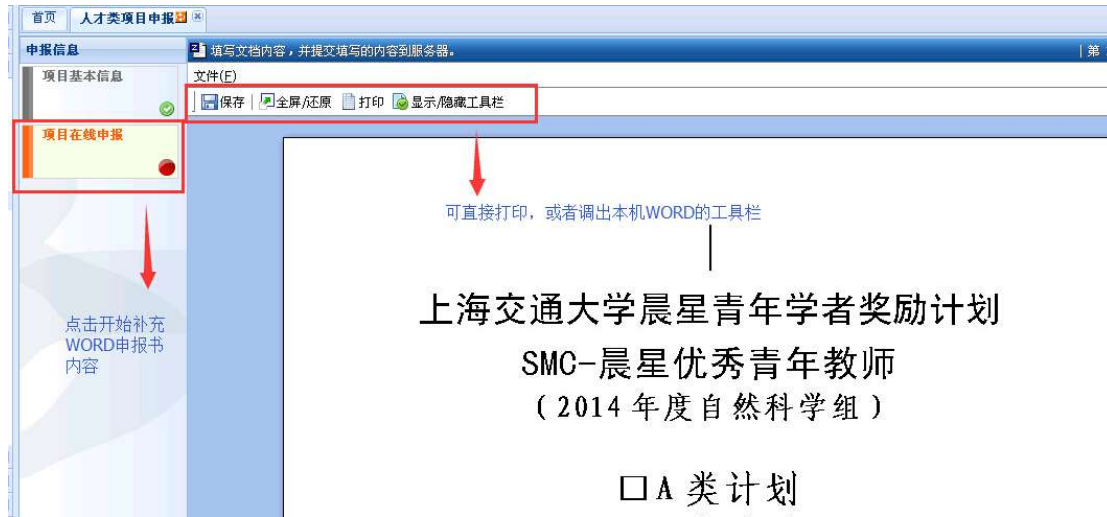 首页 人才类项目申报
申报信息
填写文档内容，并提交填写的内容到服务器。
| 第
项目基本信息
文件(F)
保存 全屏/还原 打印 显示/隐藏工具栏
项目在线申报
可直接打印，或者调出本机WORD的工具栏
点击开始补充
WORD申报书
内容
上海交通大学晨星青年学者奖励计划
SMC-晨星优秀青年教师
(2014年度自然科学组)
□A类计划